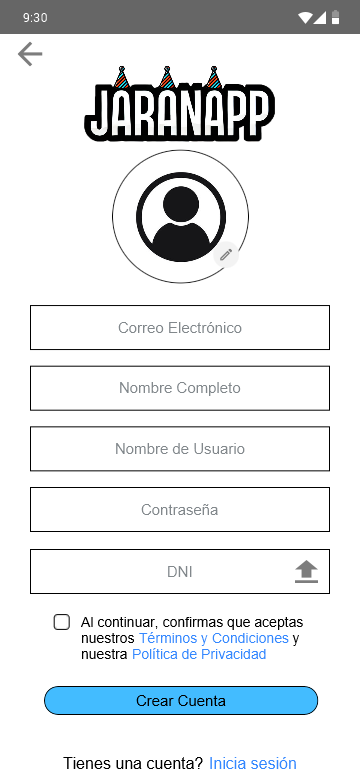 9:30
JARANAPP
Correo Electrónico
Nombre Completo
Nombre de Usuario
Contraseña
DNI
Al continuar, confirmas que aceptas
nuestros Términos y Condiciones y
nuestra Política de Privacidad
Crear Cuenta
Tienes una cuenta? Inicia sesión